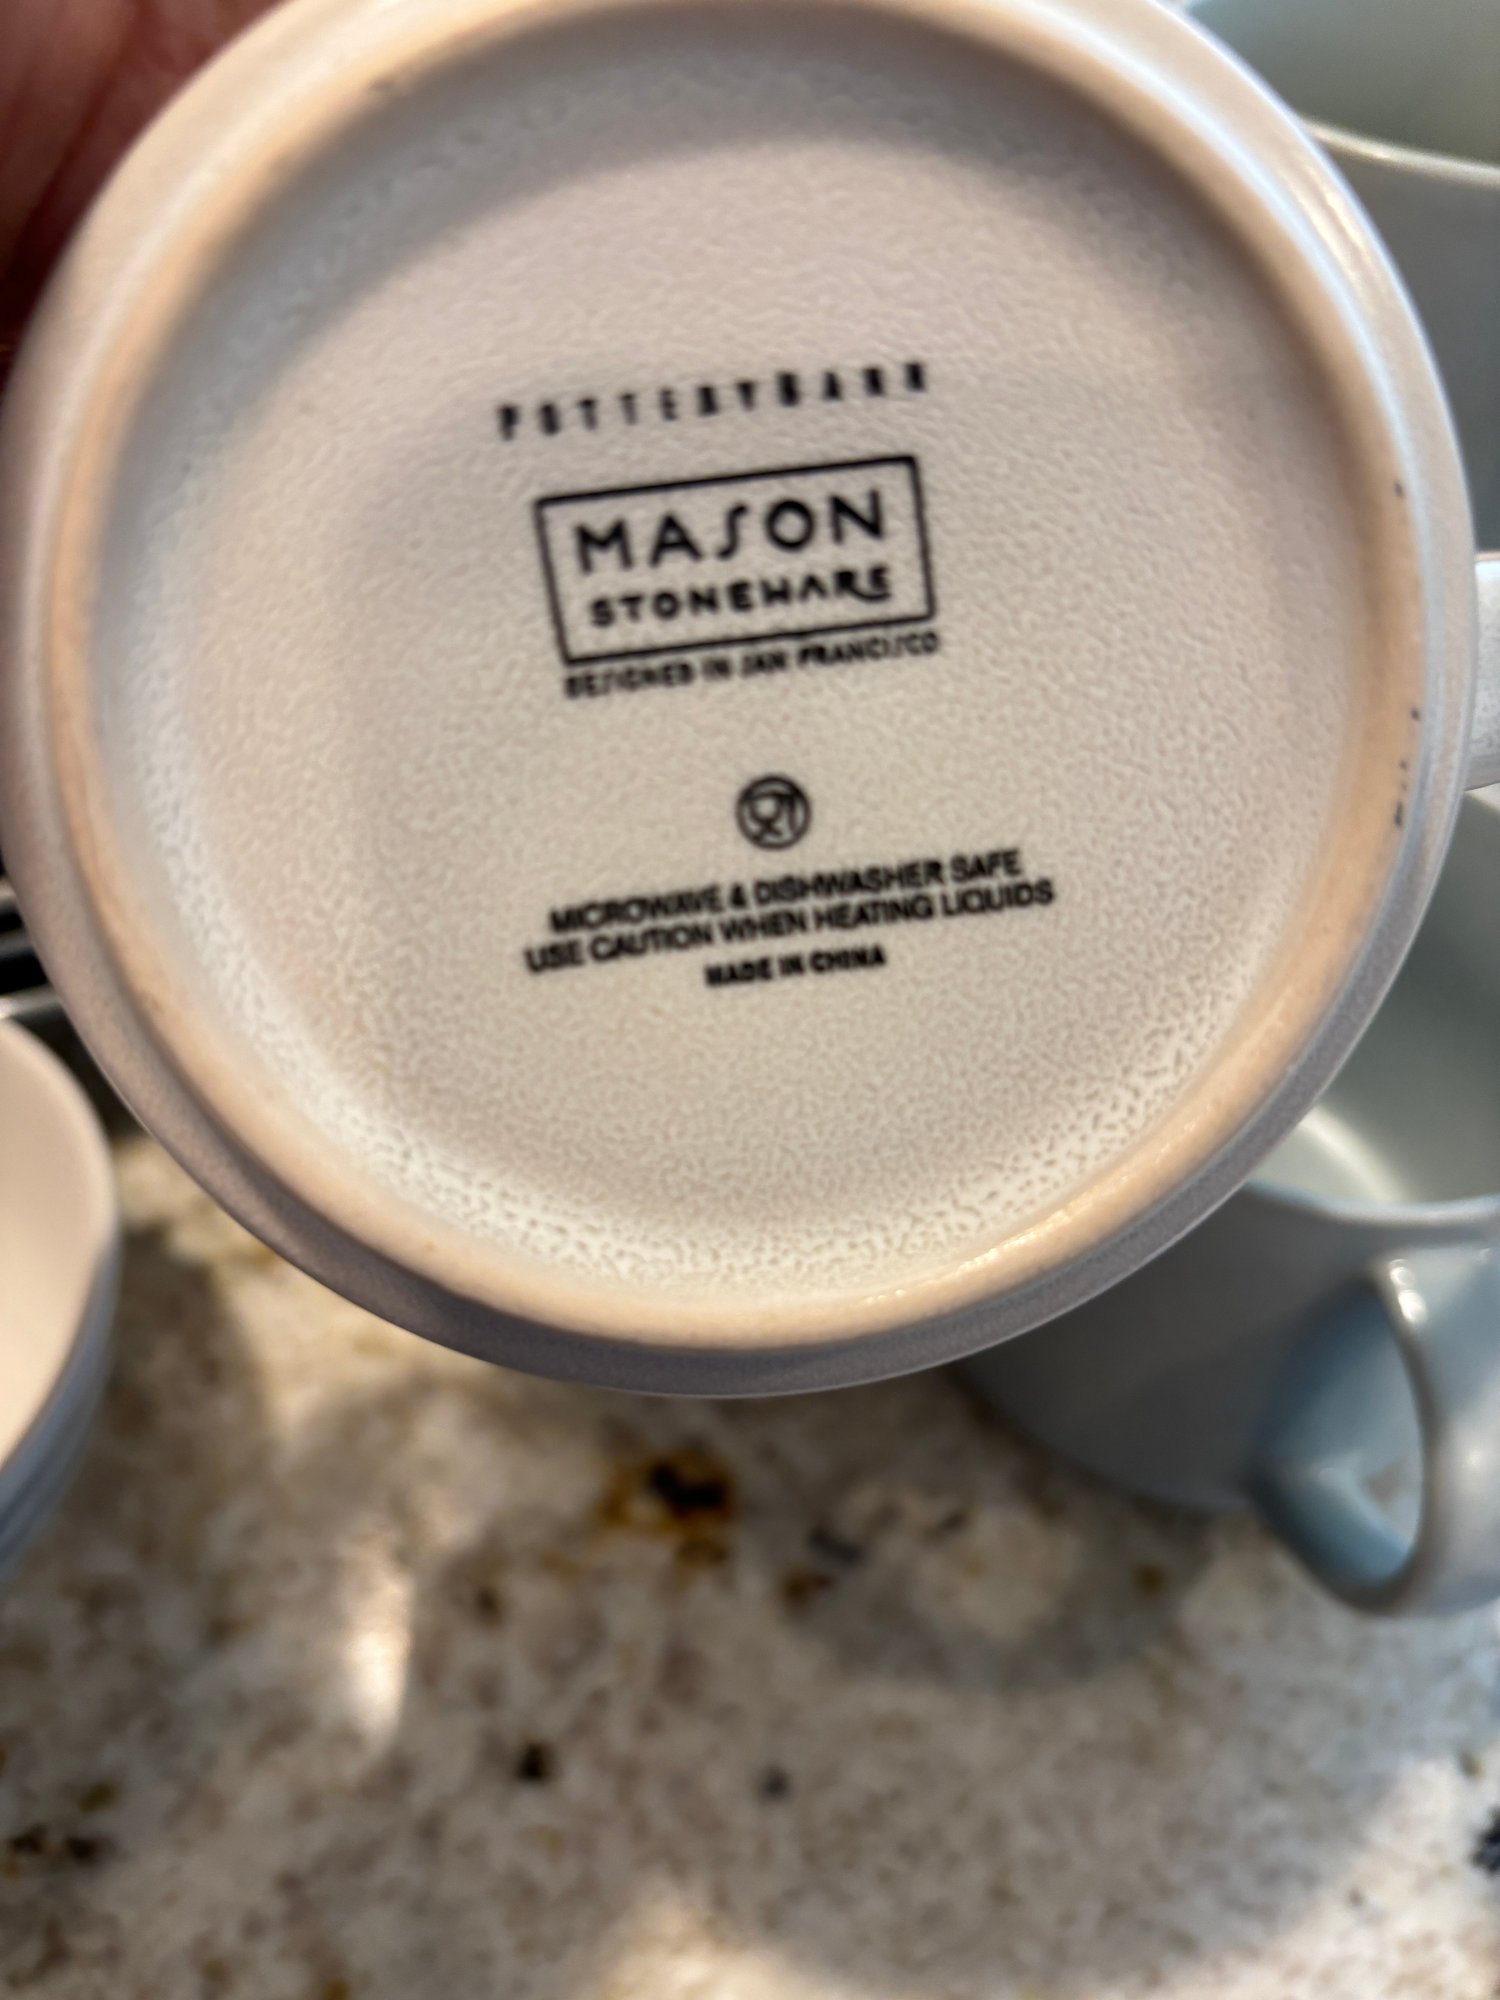 POTTERYBARN
MASON
STONEWARE
DESIGNED IN SAN FRANCISCO
MICROWAVE & DISHWASHER SAFE
USE CAUTION WHEN HEATING LIQUIDS
MADE IN CHINA